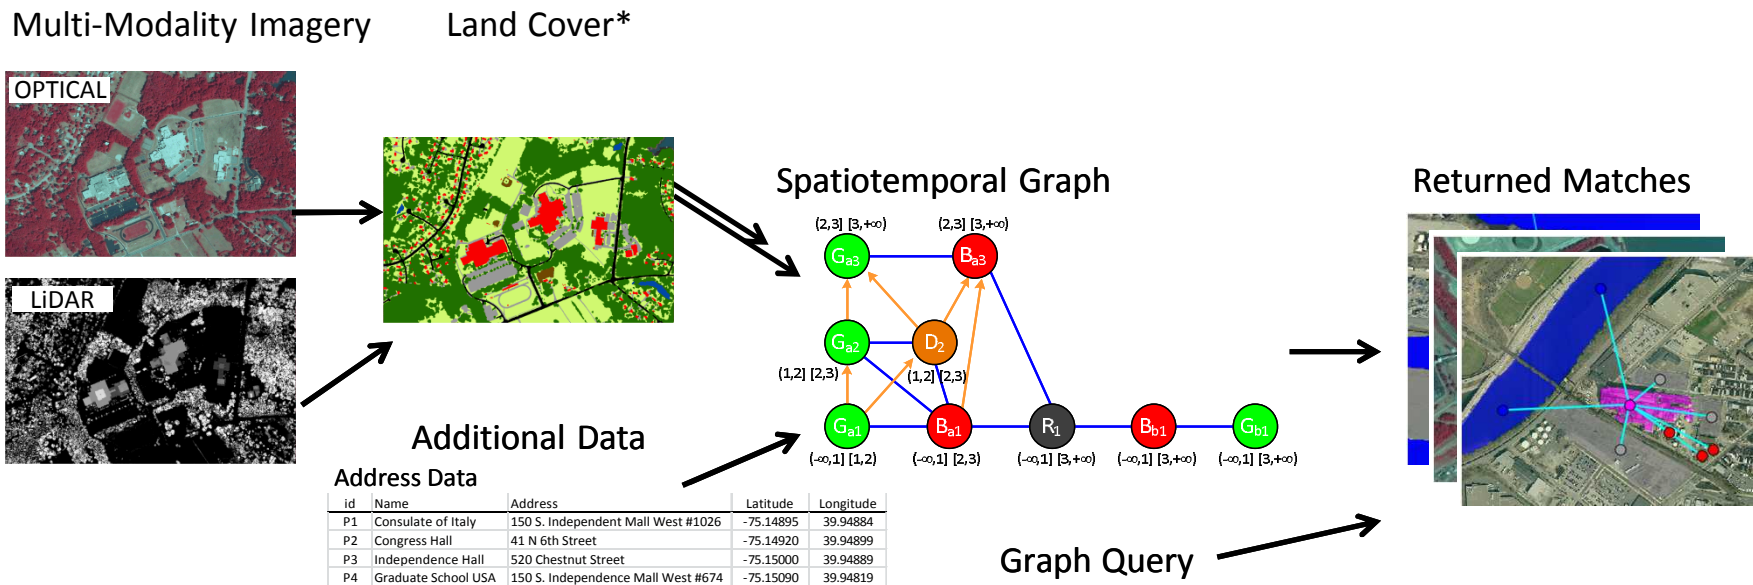 Multi-Modality Imagery
Land Cover*
OPTICAL
LiDAR
Spatiotemporal Graph
(2,3] [3,+∞)
(2,3] [3,+∞)
Ga3
Ba3
Ga2
D2
(1,2] [2,3)
(1,2] [2,3)
Ga1
Ba1
R1
Bb1
Gb1
(-∞,1] [1,2)
(-∞,1] [2,3)
(-∞,1] [3,+∞)
(-∞,1] [3,+∞)
(-∞,1] [3,+∞)
Returned Matches
Additional Data
Address Data
id Name Address Latitude Longitude
P1 Consulate of Italy 150 S. Independent Mall West #1026 -75.14895 39.94884
P2 Congress Hall 41 N 6th Street -75.14920 39.94899
P3 Independence Hall 520 Chestnut Street -75.15000 39.94889
P4 Graduate School USA 150 S. Independence Mall West #674 -75.15090 39.94819
Graph Query